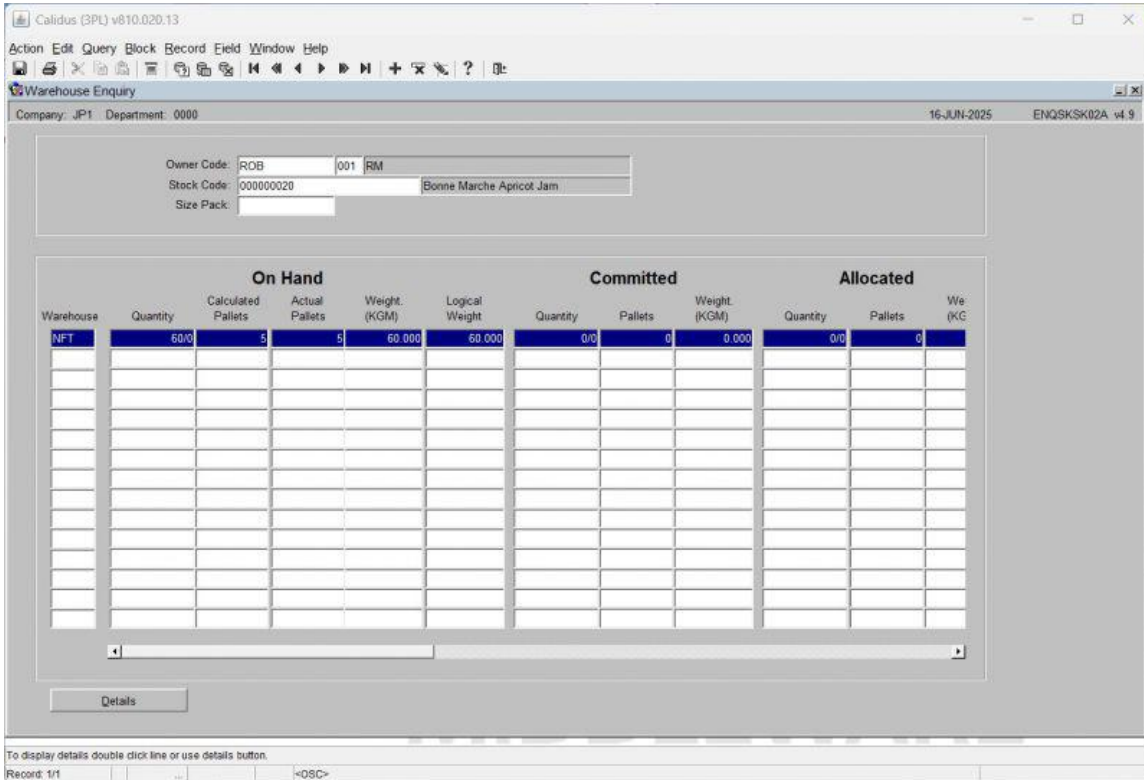 Calidus (3PL) v810.020.13
Action Edit Query Block Record Field Window Help
Warehouse Enquiry
Company: JP1 Department: 0000 16-JUN-2025 ENQSKSK02A v4.9
Owner Code: ROB 001 RM
Stock Code: 000000020 Bonne Marche Apricot Jam
Size Pack:
On Hand Committed Allocated
Calculated Actual Weight. Logical Weight. We
Warehouse Quantity Pallets Pallets (KGM) Weight Quantity Pallets (KGM) Quantity Pallets (KG
NFT 60/0 5 5 60.000 60.000 0/0 0 0.000 0/0 0
Details
To display details double click line or use details button.
Record: 1/1 ... <OSC>